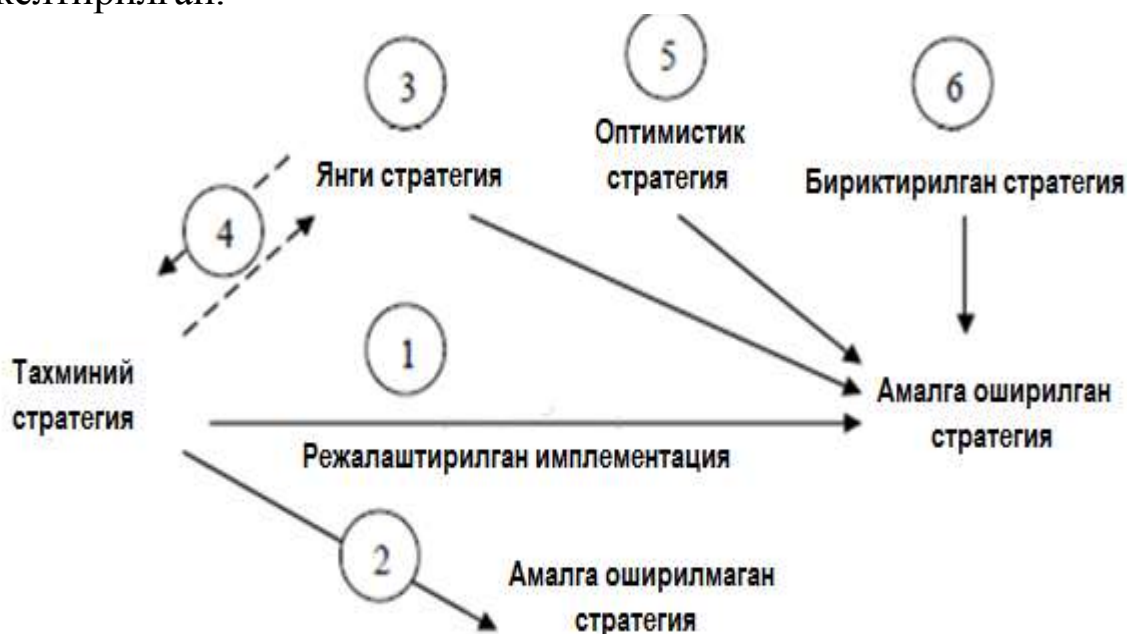 келтирилган.
3
5
6
Янги стратегия
Оптимистик
стратегия
Бириктирилган стратегия
4
1
Тахминий
стратегия
Амалга оширилган
стратегия
Режалаштирилган имплементация
2
Амалга оширилмаган
стратегия